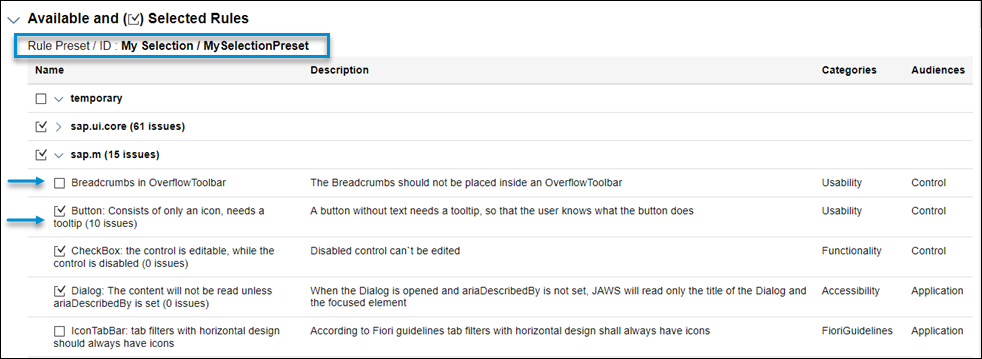 Available and (☑) Selected Rules
Rule Preset / ID : My Selection / MySelectionPreset
Name Description Categories Audiences
temporary
sap.ui.core (61 issues)
sap.m (15 issues)
Breadcrumbs in OverflowToolbar The Breadcrumbs should not be placed inside an OverflowToolbar Usability Control
Button: Consists of only an icon, needs a A button without text needs a tooltip, so that the user knows what the button does Usability Control
tooltip (10 issues)
CheckBox: the control is editable, while the Disabled control can`t be edited Functionality Control
control is disabled (0 issues)
Dialog: The content will not be read unless When the Dialog is opened and ariaDescribedBy is not set, JAWS will read only the title of the Dialog and Accessibility Application
ariaDescribedBy is set (0 issues) the focused element
IconTabBar: tab filters with horizontal design According to Fiori guidelines tab filters with horizontal design shall always have icons FioriGuidelines Application
should always have icons